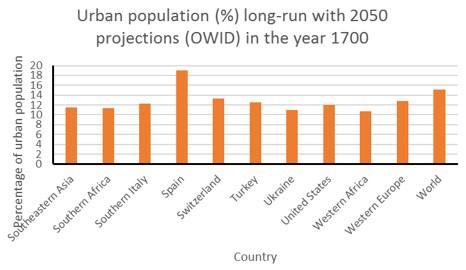 Urban population (%) long-run with 2050
projections (OWID) in the year 1700
Percentage of urban population
20
18
16
14
12
10
8
6
4
2
0
Southeastern Asia
Southern Africa
Southern Italy
Spain
Switzerland
Turkey
Ukraine
United States
Western Africa
Western Europe
World
Country